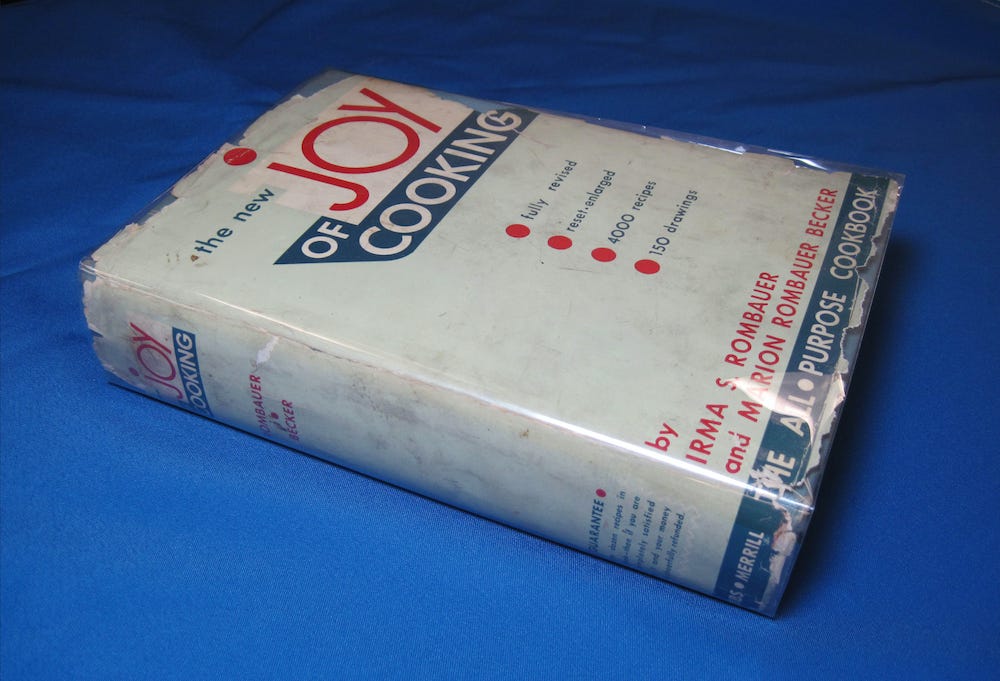 the new
JOY
OF
COOKING
fully revised
reset·enlarged
4000 recipes
150 drawings
by
IRMA S. ROMBAUER
and MARION ROMBAUER BECKER
THE ALL • PURPOSE COOKBOOK
JOY
COOKING
ROMBAUER
BECKER
GUARANTEE
recipes in
if you are
satisfied
and your money
refunded.
• MERRILL